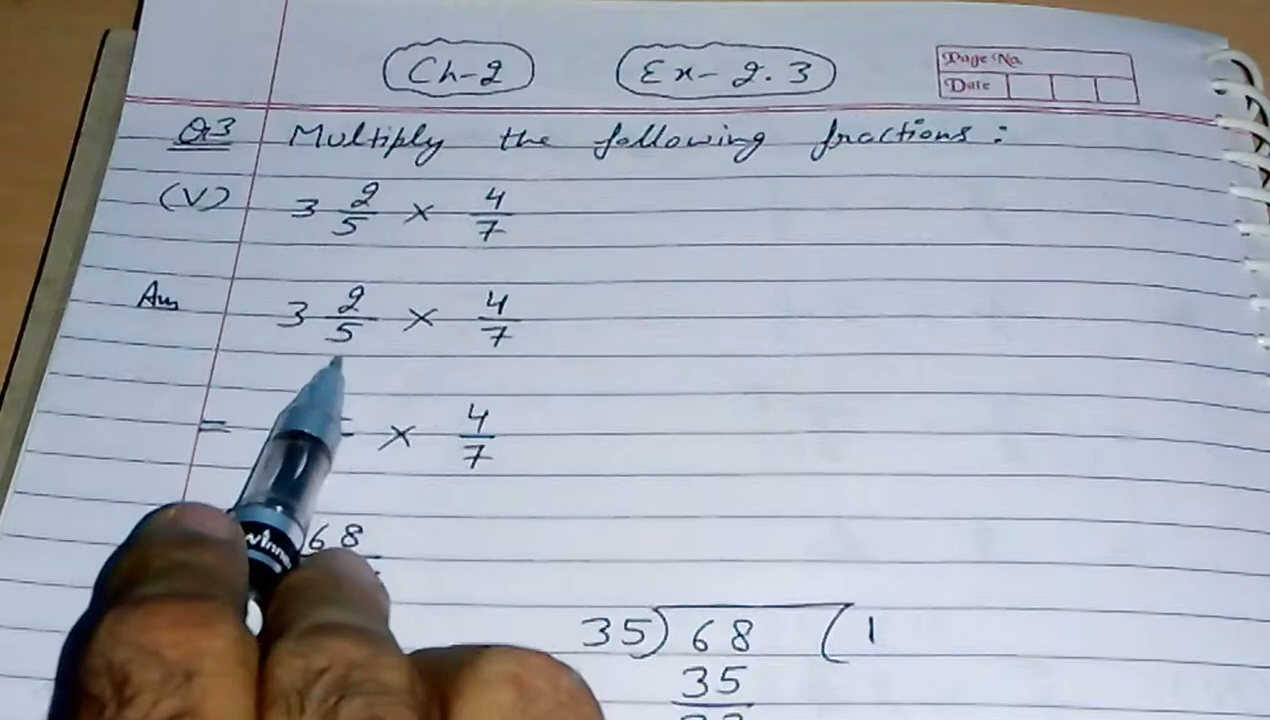 Ch-2 Ex-2.3
Page No.
Date
Q3 Multiply the following fractions:
(V) 3 2/5 × 4/7
Ans 3 2/5 × 4/7
= × 4/7
68
35) 68 (1
35